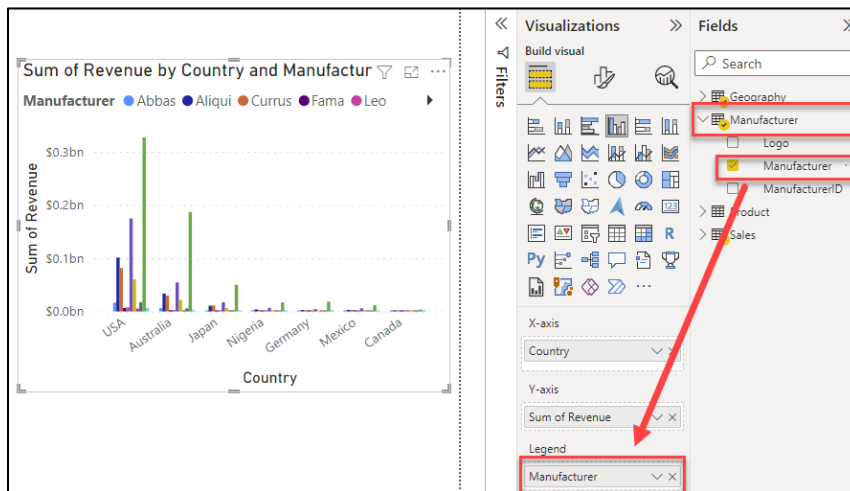 Sum of Revenue by Country and Manufactur
Manufacturer Abbas Aliqui Currus Fama Leo
Sum of Revenue
$0.3bn
$0.2bn
$0.1bn
$0.0bn
USA
Australia
Japan
Nigeria
Germany
Mexico
Canada
Country
Filters
Visualizations
Build visual
123
R
Py
X-axis
Country
Y-axis
Sum of Revenue
Legend
Manufacturer
Fields
Search
Geography
Manufacturer
Logo
Manufacturer
ManufacturerID
Product
Sales